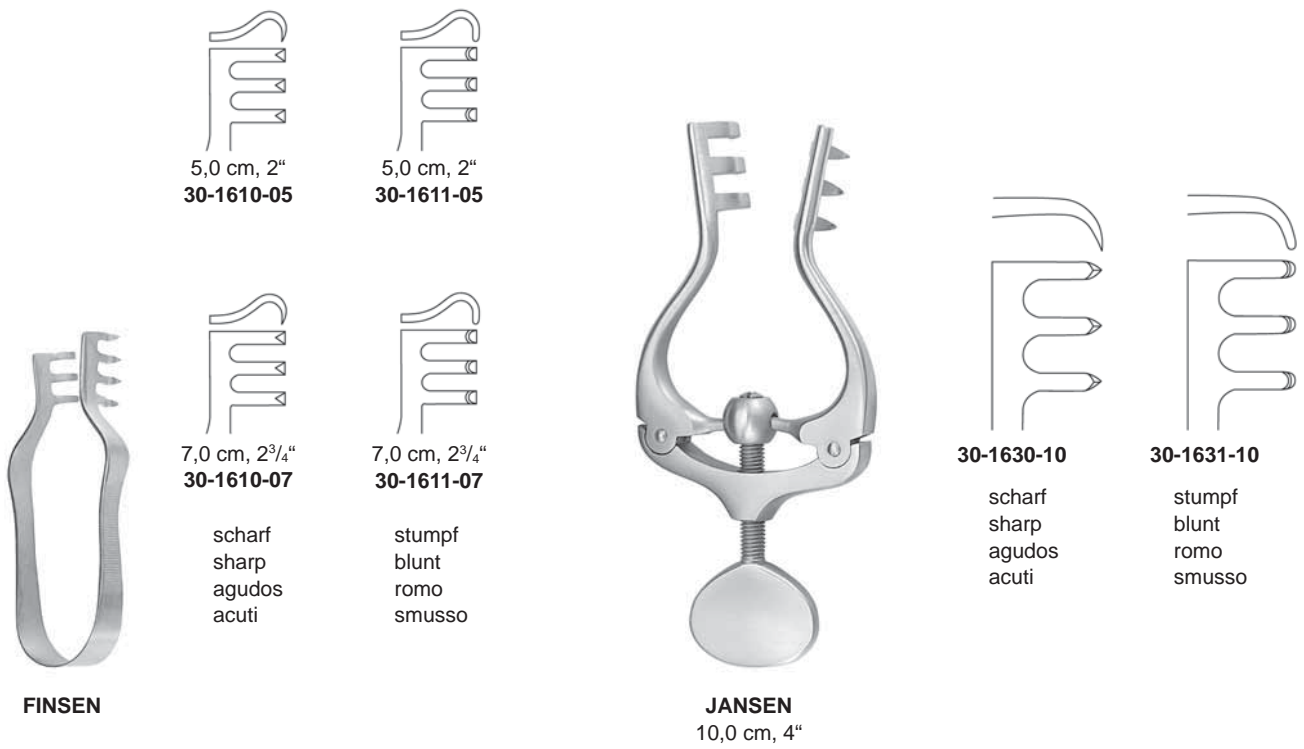 5,0 cm, 2“
30-1610-05
5,0 cm, 2“
30-1611-05
7,0 cm, 2³/₄“
30-1610-07
7,0 cm, 2³/₄“
30-1611-07
scharf
sharp
agudos
acuti
stumpf
blunt
romo
smusso
FINSEN
30-1630-10
30-1631-10
scharf
sharp
agudos
acuti
stumpf
blunt
romo
smusso
JANSEN
10,0 cm, 4“